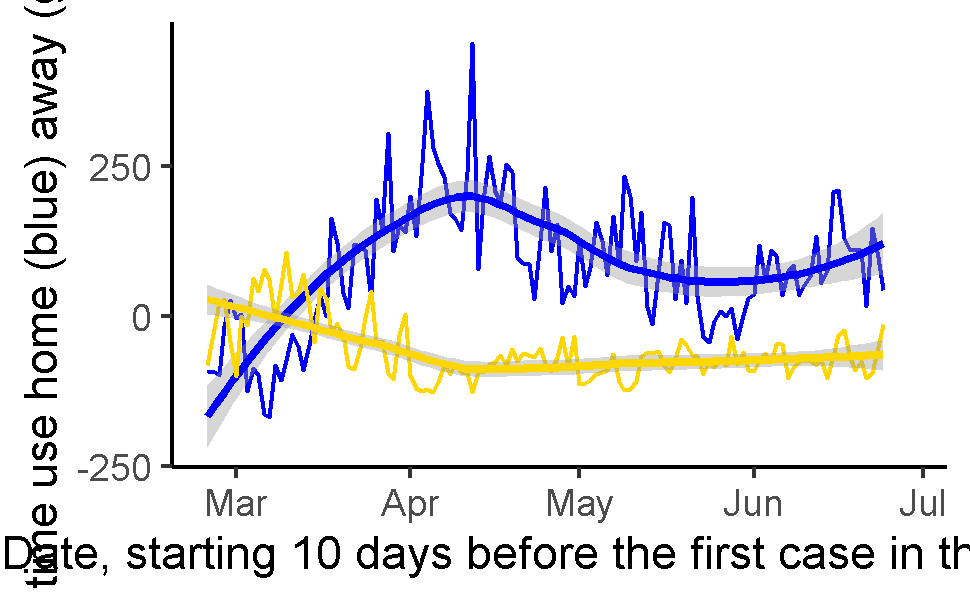 time use home (blue) away (
250
0
-250
Mar Apr May Jun Jul
Date, starting 10 days before the first case in th